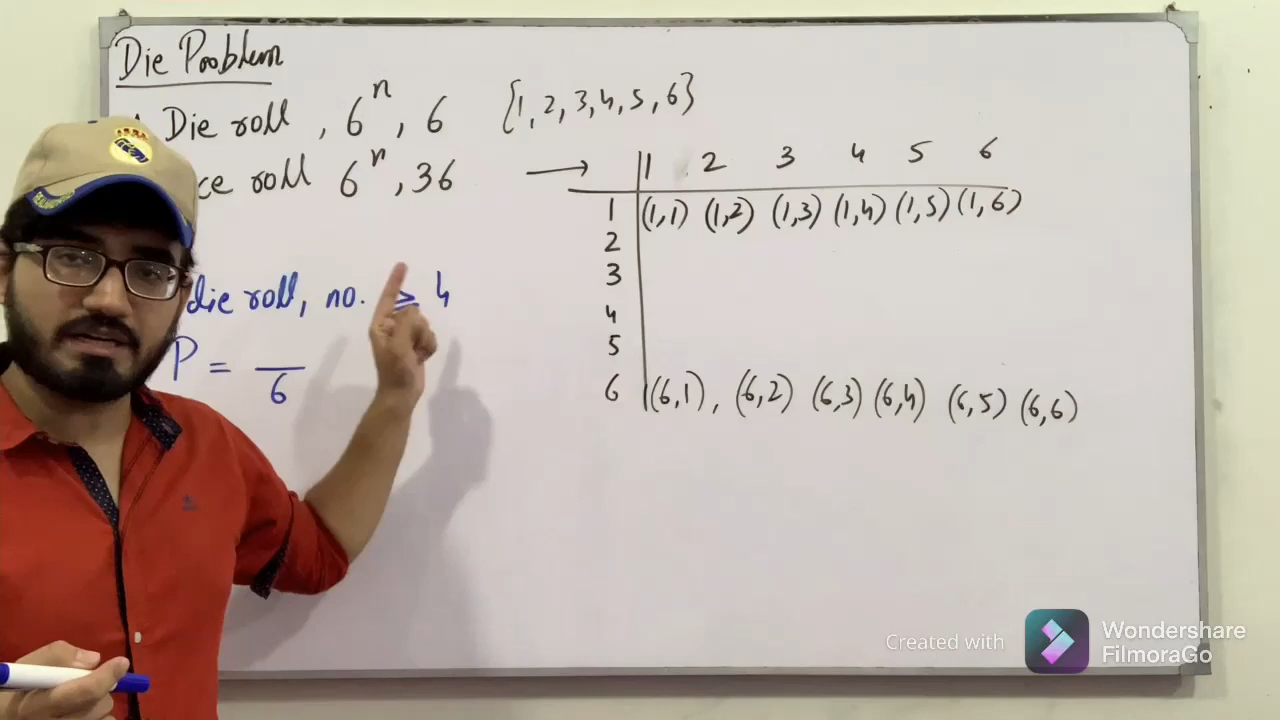 Die Problem
Die roll , 6ⁿ , 6 {1, 2, 3, 4, 5, 6}
ce roll 6ⁿ , 36 →
1 2 3 4 5 6
1 (1,1) (1,2) (1,3) (1,4) (1,5) (1,6)
2
3
4
5
6 (6,1) , (6,2) (6,3) (6,4) (6,5) (6,6)
die roll, no. ≥ 4
P = __
6
Created with
Wondershare
FilmoraGo